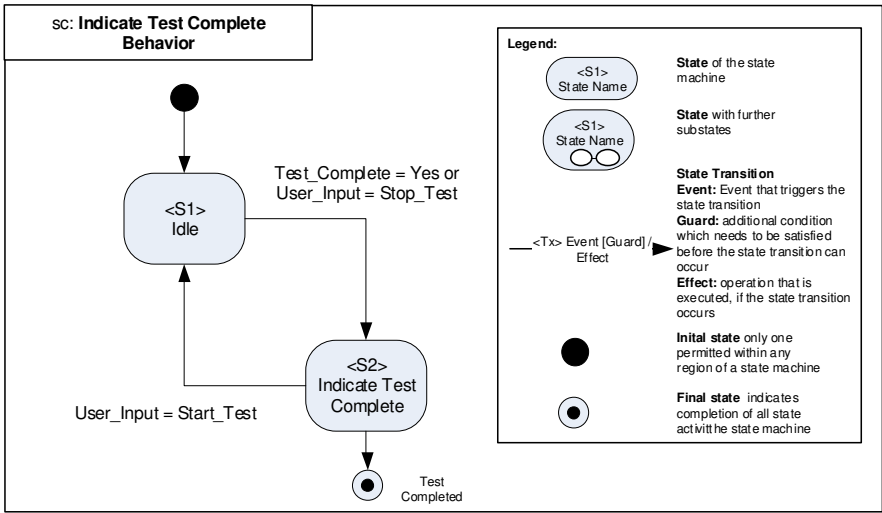 sc: Indicate Test Complete
Behavior
<S1>
Idle
Test_Complete = Yes or
User_Input = Stop_Test
<S2>
Indicate Test
Complete
User_Input = Start_Test
Test
Completed
Legend:
<S1>
State Name
State of the state
machine
<S1>
State Name
State with further
substates
<Tx> Event [Guard] /
Effect
State Transition
Event: Event that triggers the
state transition
Guard: additional condition
which needs to be satisfied
before the state transition can
occur
Effect: operation that is
executed, if the state transition
occurs
Inital state only one
permitted within any
region of a state machine
Final state indicates
completion of all state
activitthe state machine